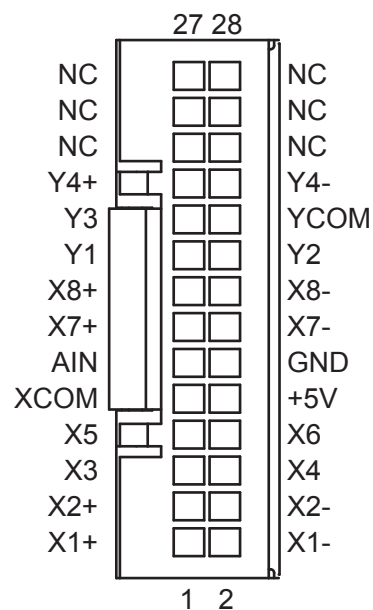 27 28
NC NC
NC NC
NC NC
Y4+ Y4-
Y3 YCOM
Y1 Y2
X8+ X8-
X7+ X7-
AIN GND
XCOM +5V
X5 X6
X3 X4
X2+ X2-
X1+ X1-
1 2